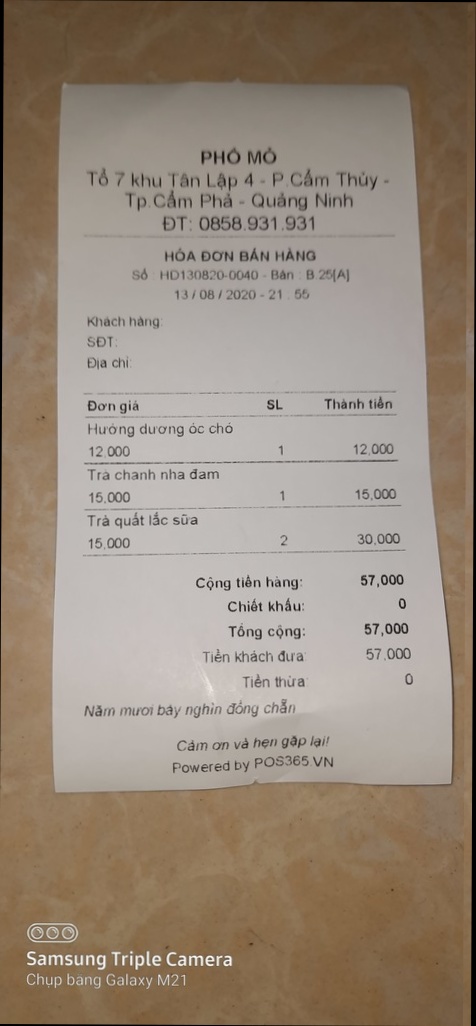 PHÔ MÔ
Tổ 7 khu Tân Lập 4 - P.Cẩm Thủy -
Tp.Cẩm Phả - Quảng Ninh
ĐT: 0858.931.931
HÓA ĐƠN BÁN HÀNG
Số : HD130820-0040 - Bàn : B.25[A]
13 / 08 / 2020 - 21 : 55
Khách hàng:
SĐT:
Địa chỉ:
Đơn giá SL Thành tiền
Hướng dương óc chó
12,000 1 12,000
Trà chanh nha đam
15,000 1 15,000
Trà quất lắc sữa
15,000 2 30,000
Cộng tiền hàng: 57,000
Chiết khấu: 0
Tổng cộng: 57,000
Tiền khách đưa: 57,000
Tiền thừa: 0
Năm mươi bảy nghìn đồng chẵn
Cảm ơn và hẹn gặp lại!
Powered by POS365.VN
Samsung Triple Camera
Chụp bằng Galaxy M21